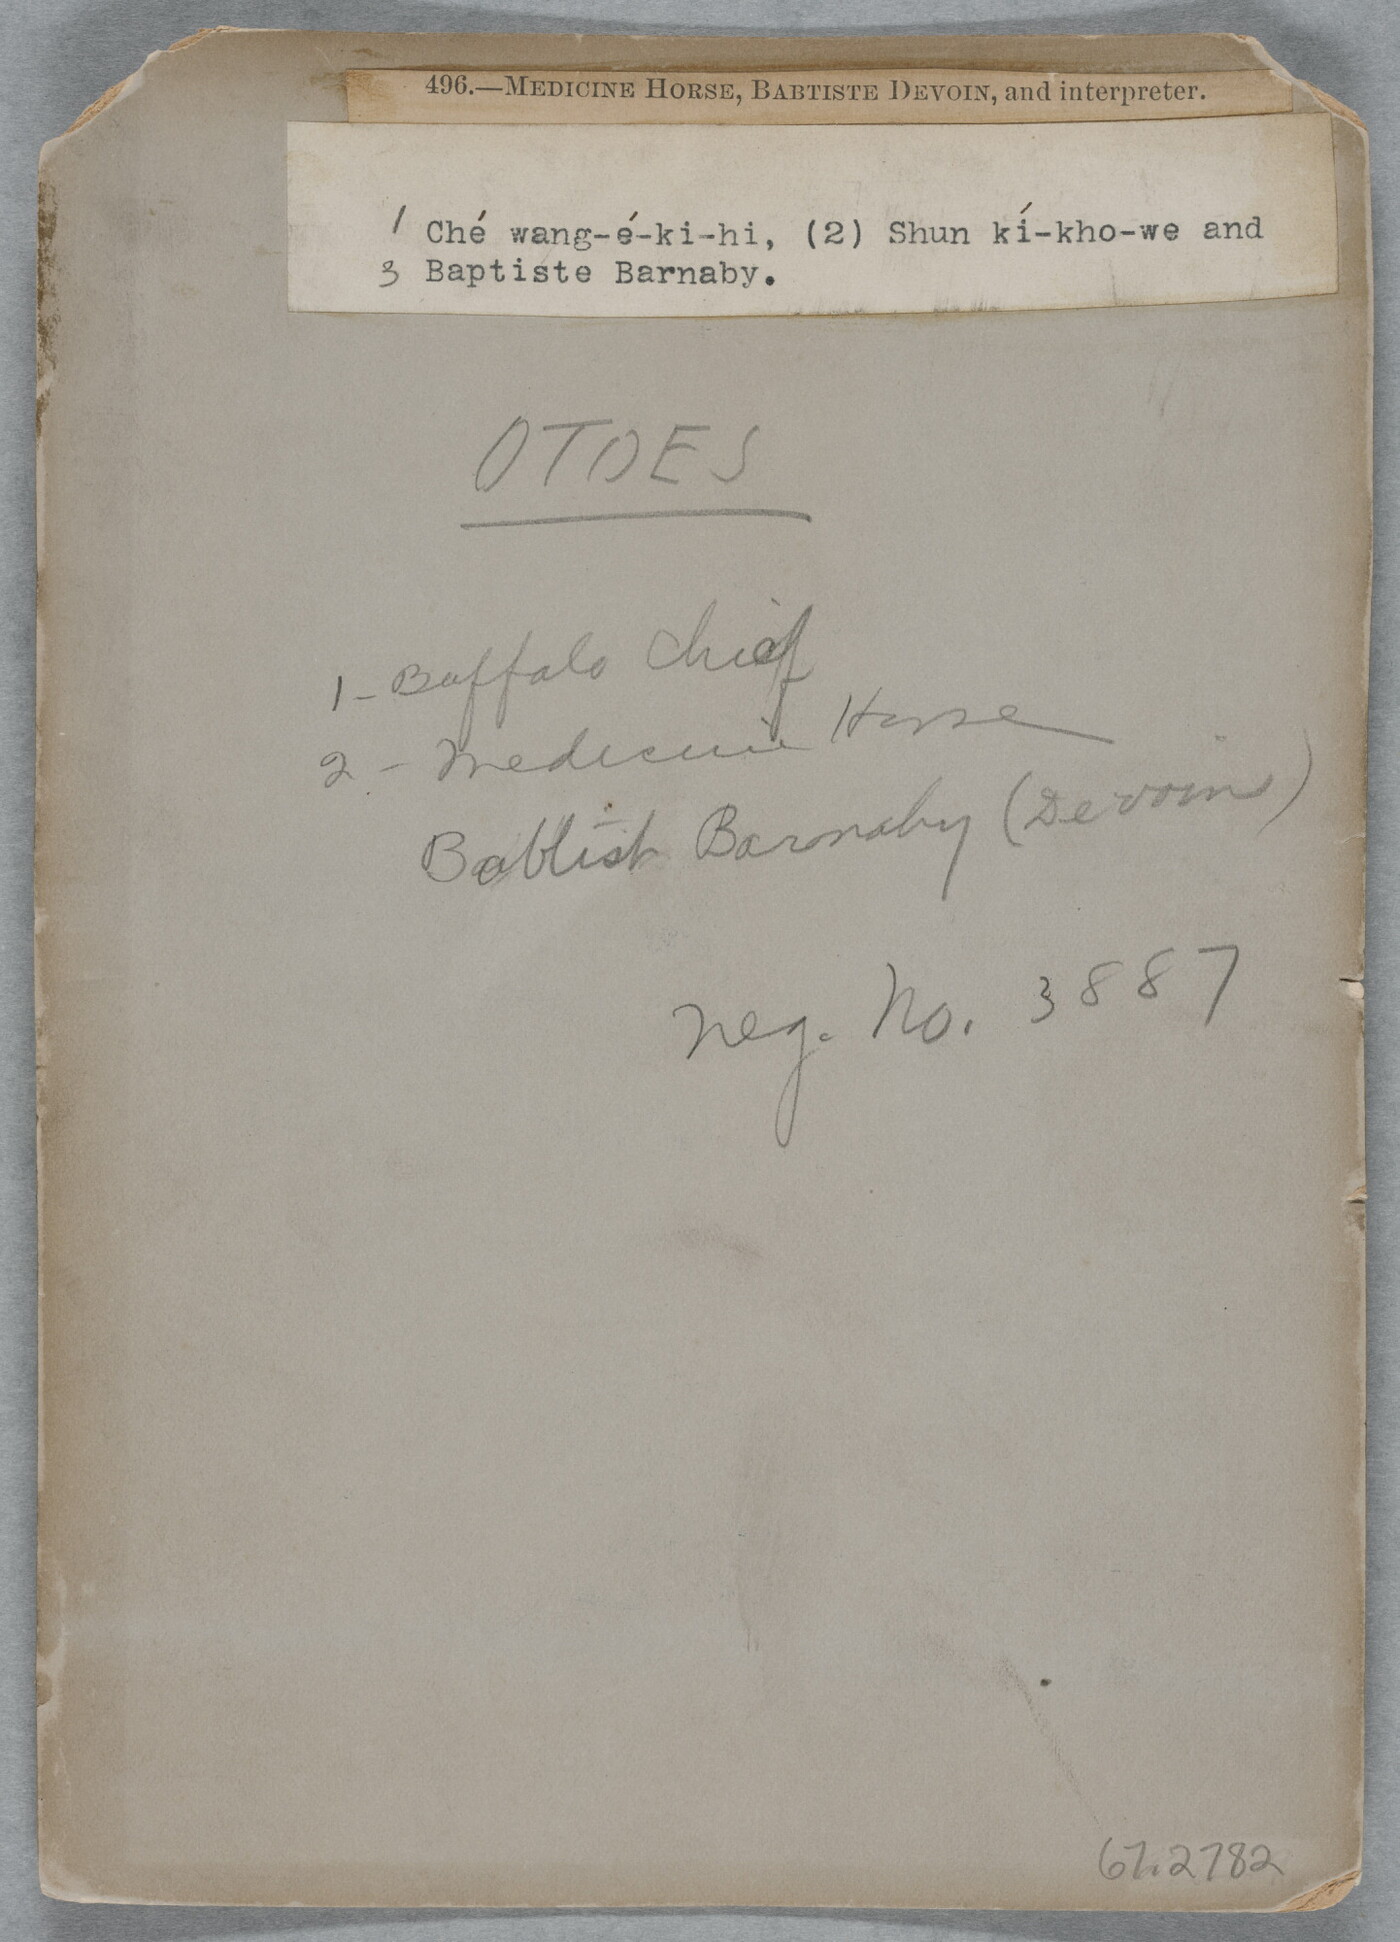 496.—MEDICINE HORSE, BABTISTE DEVOIN, and interpreter.
1 Ché wang-é-ki-hi, (2) Shun kí-kho-we and
3 Baptiste Barnaby.
OTOES
1- Buffalo Chief
2 - Medicine Horse
Babtist Barnaby (Devoin)
Neg. No. 3887
67.2782